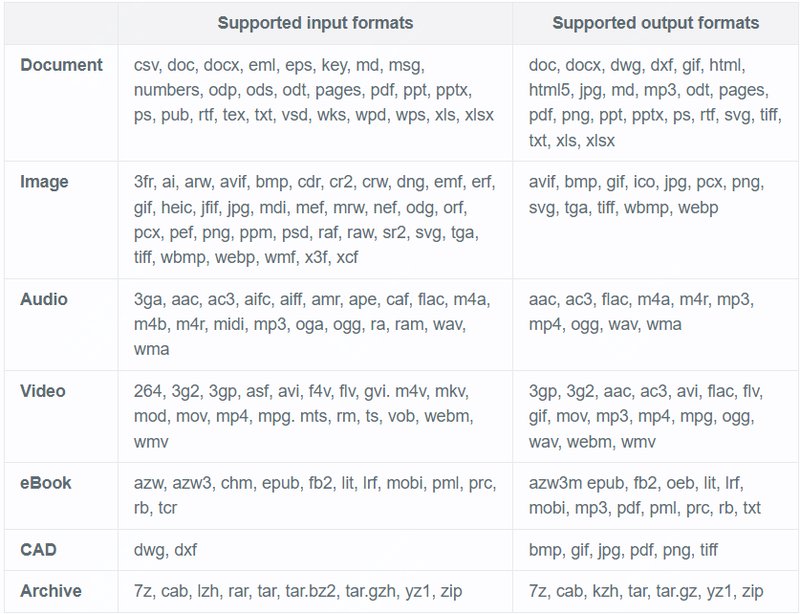 Supported input formats Supported output formats
Document csv, doc, docx, eml, eps, key, md, msg, doc, docx, dwg, dxf, gif, html,
numbers, odp, ods, odt, pages, pdf, ppt, pptx, html5, jpg, md, mp3, odt, pages,
ps, pub, rtf, tex, txt, vsd, wks, wpd, wps, xls, xlsx pdf, png, ppt, pptx, ps, rtf, svg, tiff,
txt, xls, xlsx
Image 3fr, ai, arw, avif, bmp, cdr, cr2, crw, dng, emf, erf, avif, bmp, gif, ico, jpg, pcx, png,
gif, heic, jfif, jpg, mdi, mef, mrw, nef, odg, orf, svg, tga, tiff, wbmp, webp
pcx, pef, png, ppm, psd, raf, raw, sr2, svg, tga,
tiff, wbmp, webp, wmf, x3f, xcf
Audio 3ga, aac, ac3, aifc, aiff, amr, ape, caf, flac, m4a, aac, ac3, flac, m4a, m4r, mp3,
m4b, m4r, midi, mp3, oga, ogg, ra, ram, wav, mp4, ogg, wav, wma
wma
Video 264, 3g2, 3gp, asf, avi, f4v, flv, gvi. m4v, mkv, 3gp, 3g2, aac, ac3, avi, flac, flv,
mod, mov, mp4, mpg. mts, rm, ts, vob, webm, gif, mov, mp3, mp4, mpg, ogg,
wmv wav, webm, wmv
eBook azw, azw3, chm, epub, fb2, lit, lrf, mobi, pml, prc, azw3m epub, fb2, oeb, lit, lrf,
rb, tcr mobi, mp3, pdf, pml, prc, rb, txt
CAD dwg, dxf bmp, gif, jpg, pdf, png, tiff
Archive 7z, cab, lzh, rar, tar, tar.bz2, tar.gzh, yz1, zip 7z, cab, kzh, tar, tar.gz, yz1, zip